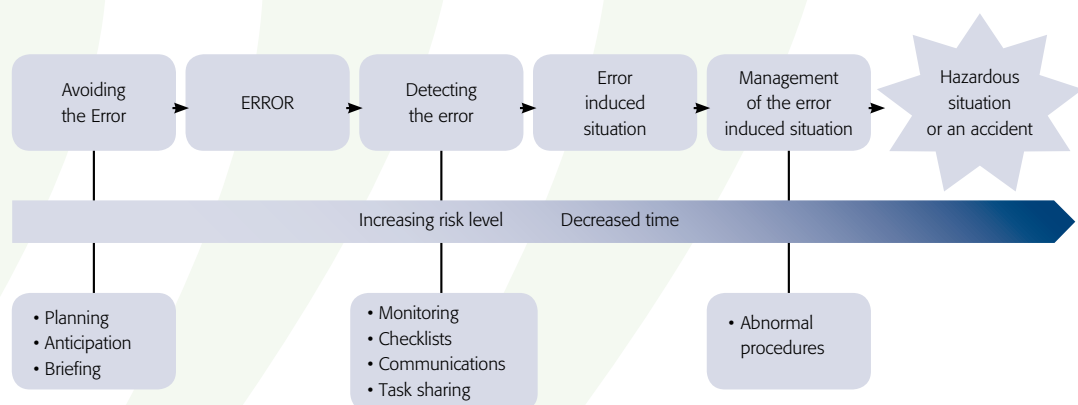 Avoiding
the Error
ERROR
Detecting
the error
Error
induced
situation
Management
of the error
induced situation
Hazardous
situation
or an accident
Increasing risk level Decreased time
• Planning
• Anticipation
• Briefing
• Monitoring
• Checklists
• Communications
• Task sharing
• Abnormal
procedures